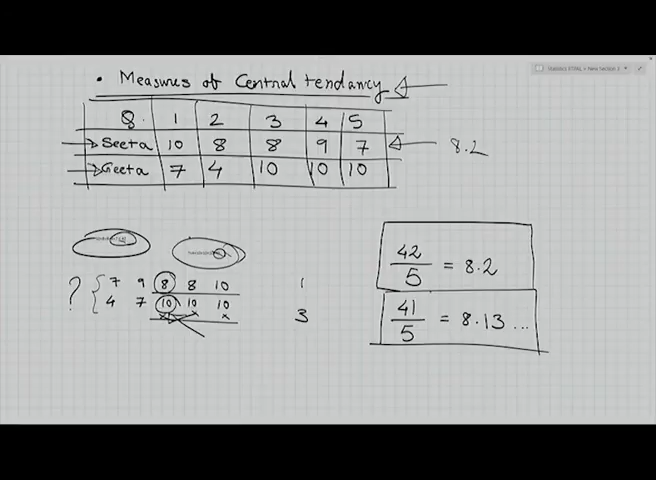 • Measures of Central tendancy
Q. 1 2 3 4 5
Seeta 10 8 8 9 7 8.2
Geeta 7 4 10 10 10
? { 7 9 8 8 10 1
4 7 10 10 10 3
x x x
42/5 = 8.2
41/5 = 8.13...